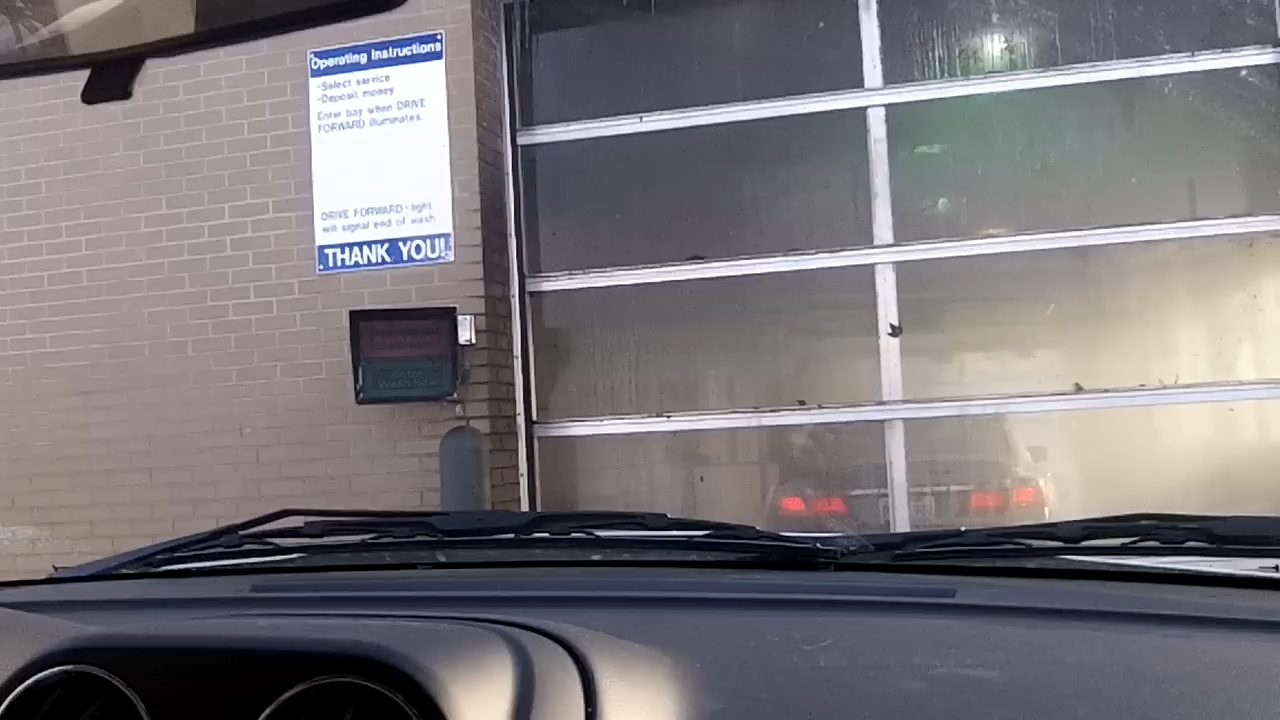 Operating Instructions
-Select service
-Deposit money
Enter bay when DRIVE
FORWARD illuminates.
DRIVE FORWARD - light
will signal end of wash
THANK YOU!